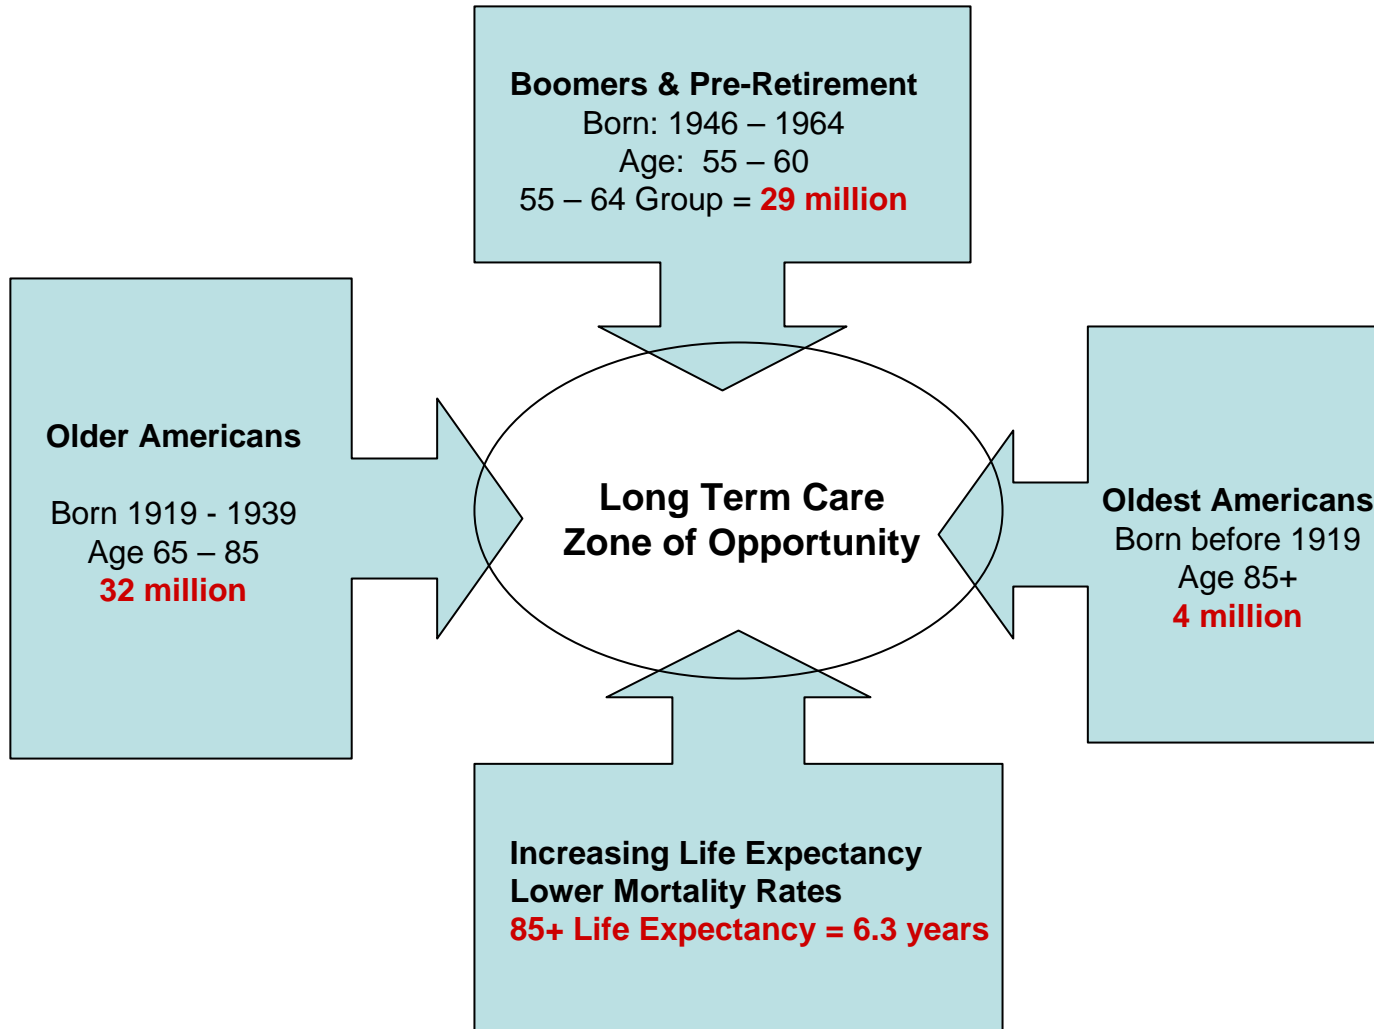 Boomers & Pre-Retirement
Born: 1946 – 1964
Age:  55 – 60
55 – 64 Group = 29 million
Older Americans
Born 1919 - 1939
Age 65 – 85
32 million
Long Term Care
Zone of Opportunity
Oldest Americans
Born before 1919
Age 85+
4 million
Increasing Life Expectancy
Lower Mortality Rates
85+ Life Expectancy = 6.3 years